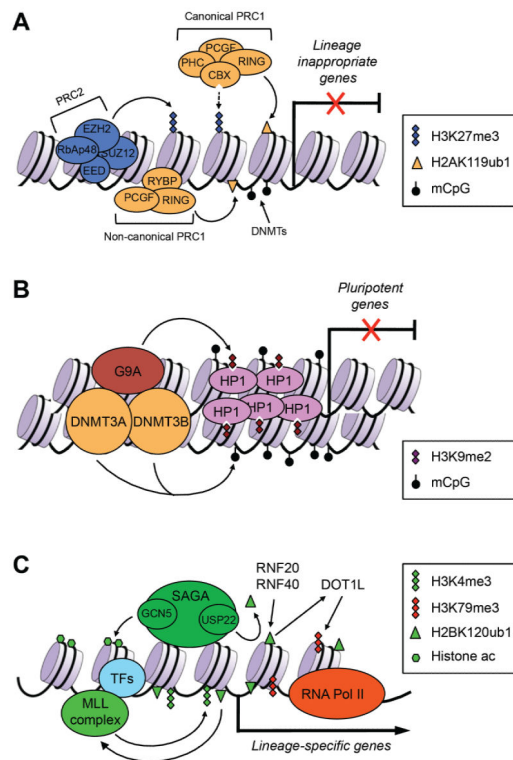 A
Canonical PRC1
PCGF
PHC
RING
CBX
Lineage
inappropriate
genes
PRC2
EZH2
RbAp48
SUZ12
EED
RYBP
PCGF
RING
Non-canonical PRC1
DNMTs
H3K27me3
H2AK119ub1
mCpG
B
Pluripotent
genes
G9A
DNMT3A
DNMT3B
HP1
HP1
HP1
HP1
HP1
H3K9me2
mCpG
C
SAGA
GCN5
USP22
RNF20
RNF40
DOT1L
TFs
MLL
complex
RNA Pol II
Lineage-specific genes
H3K4me3
H3K79me3
H2BK120ub1
Histone ac